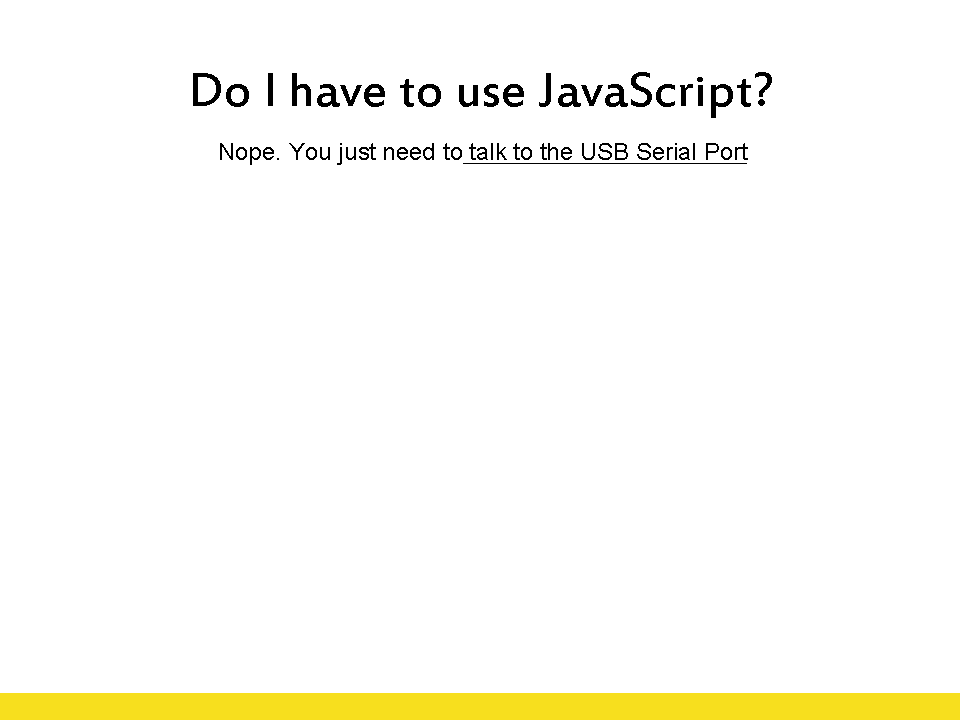 Do I have to use JavaScript?
Nope. You just need to talk to the USB Serial Port